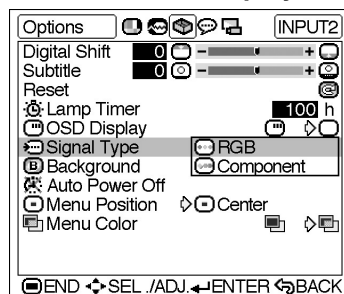 Options INPUT2
Digital Shift 0 - +
Subtitle 0 - +
Reset
Lamp Timer 100 h
OSD Display
Signal Type RGB
B Background Component
Auto Power Off
Menu Position Center
Menu Color
END SEL./ADJ. ENTER BACK